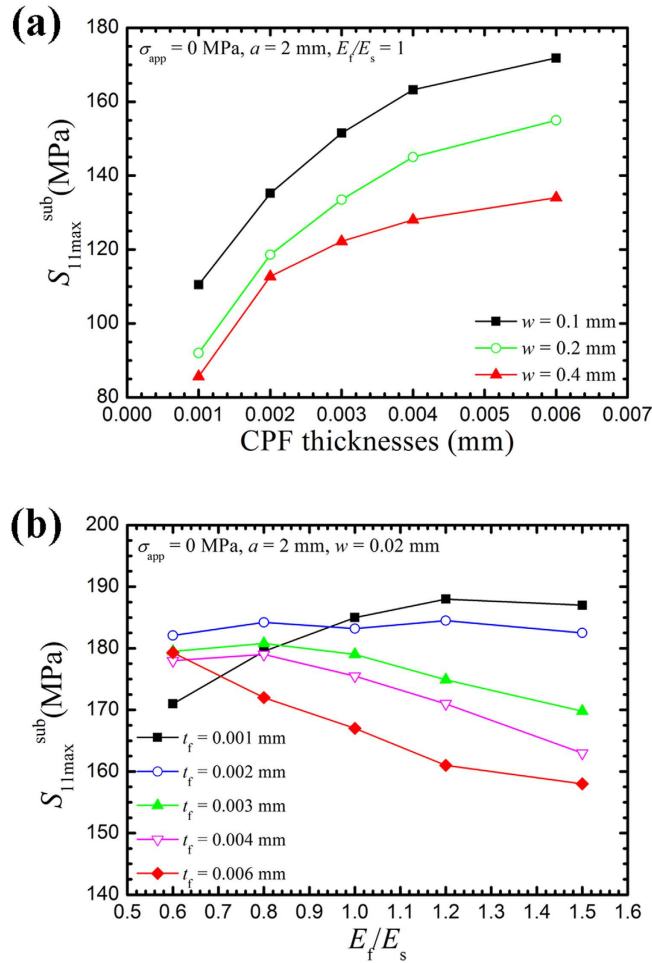 (a)
σapp = 0 MPa, a = 2 mm, Ef/Es = 1
180
160
140
120
100
80
S11max^sub(MPa)
w = 0.1 mm
w = 0.2 mm
w = 0.4 mm
0.000 0.001 0.002 0.003 0.004 0.005 0.006 0.007
CPF thicknesses (mm)
(b)
σapp = 0 MPa, a = 2 mm, w = 0.02 mm
200
190
180
170
160
150
140
S11max^sub(MPa)
tf = 0.001 mm
tf = 0.002 mm
tf = 0.003 mm
tf = 0.004 mm
tf = 0.006 mm
0.5 0.6 0.7 0.8 0.9 1.0 1.1 1.2 1.3 1.4 1.5 1.6
Ef/Es